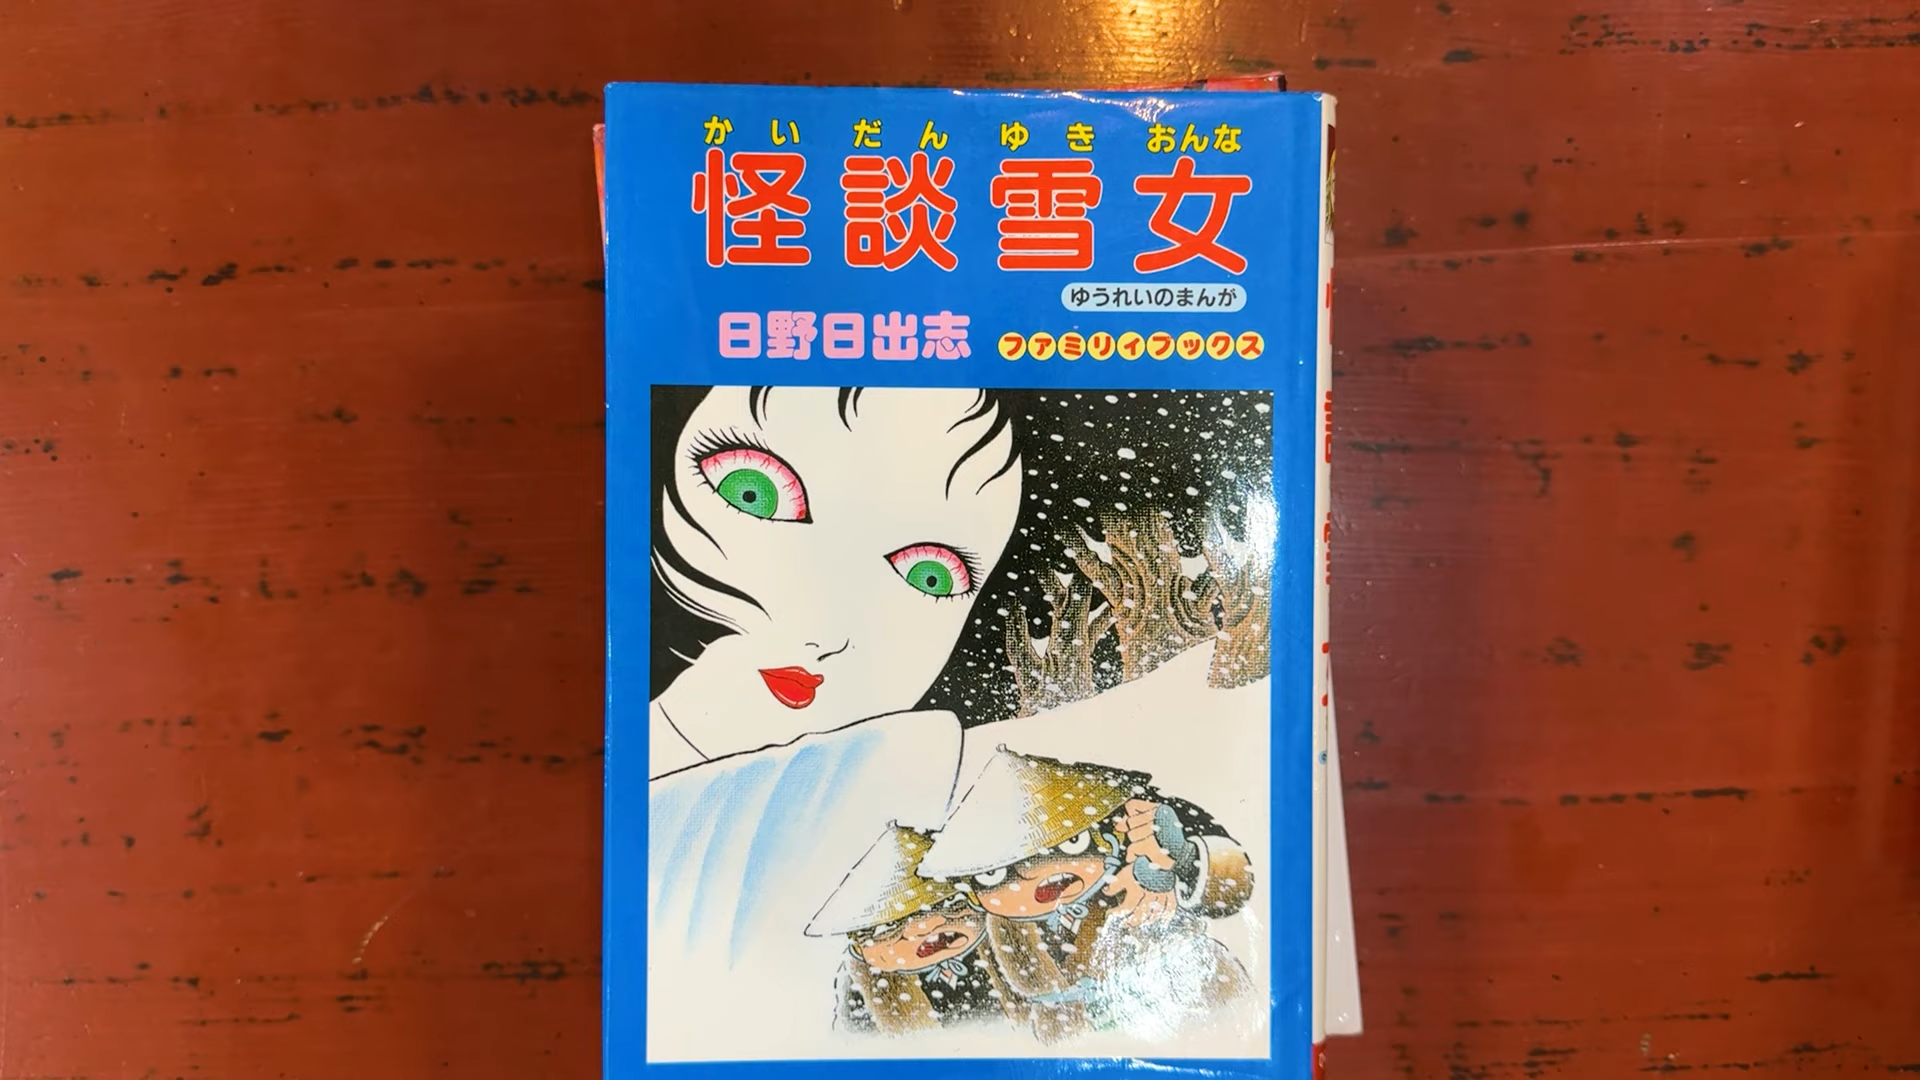 かいだんゆきおんな
怪談雪女
ゆうれいのまんが
日野日出志
ファミリィブックス